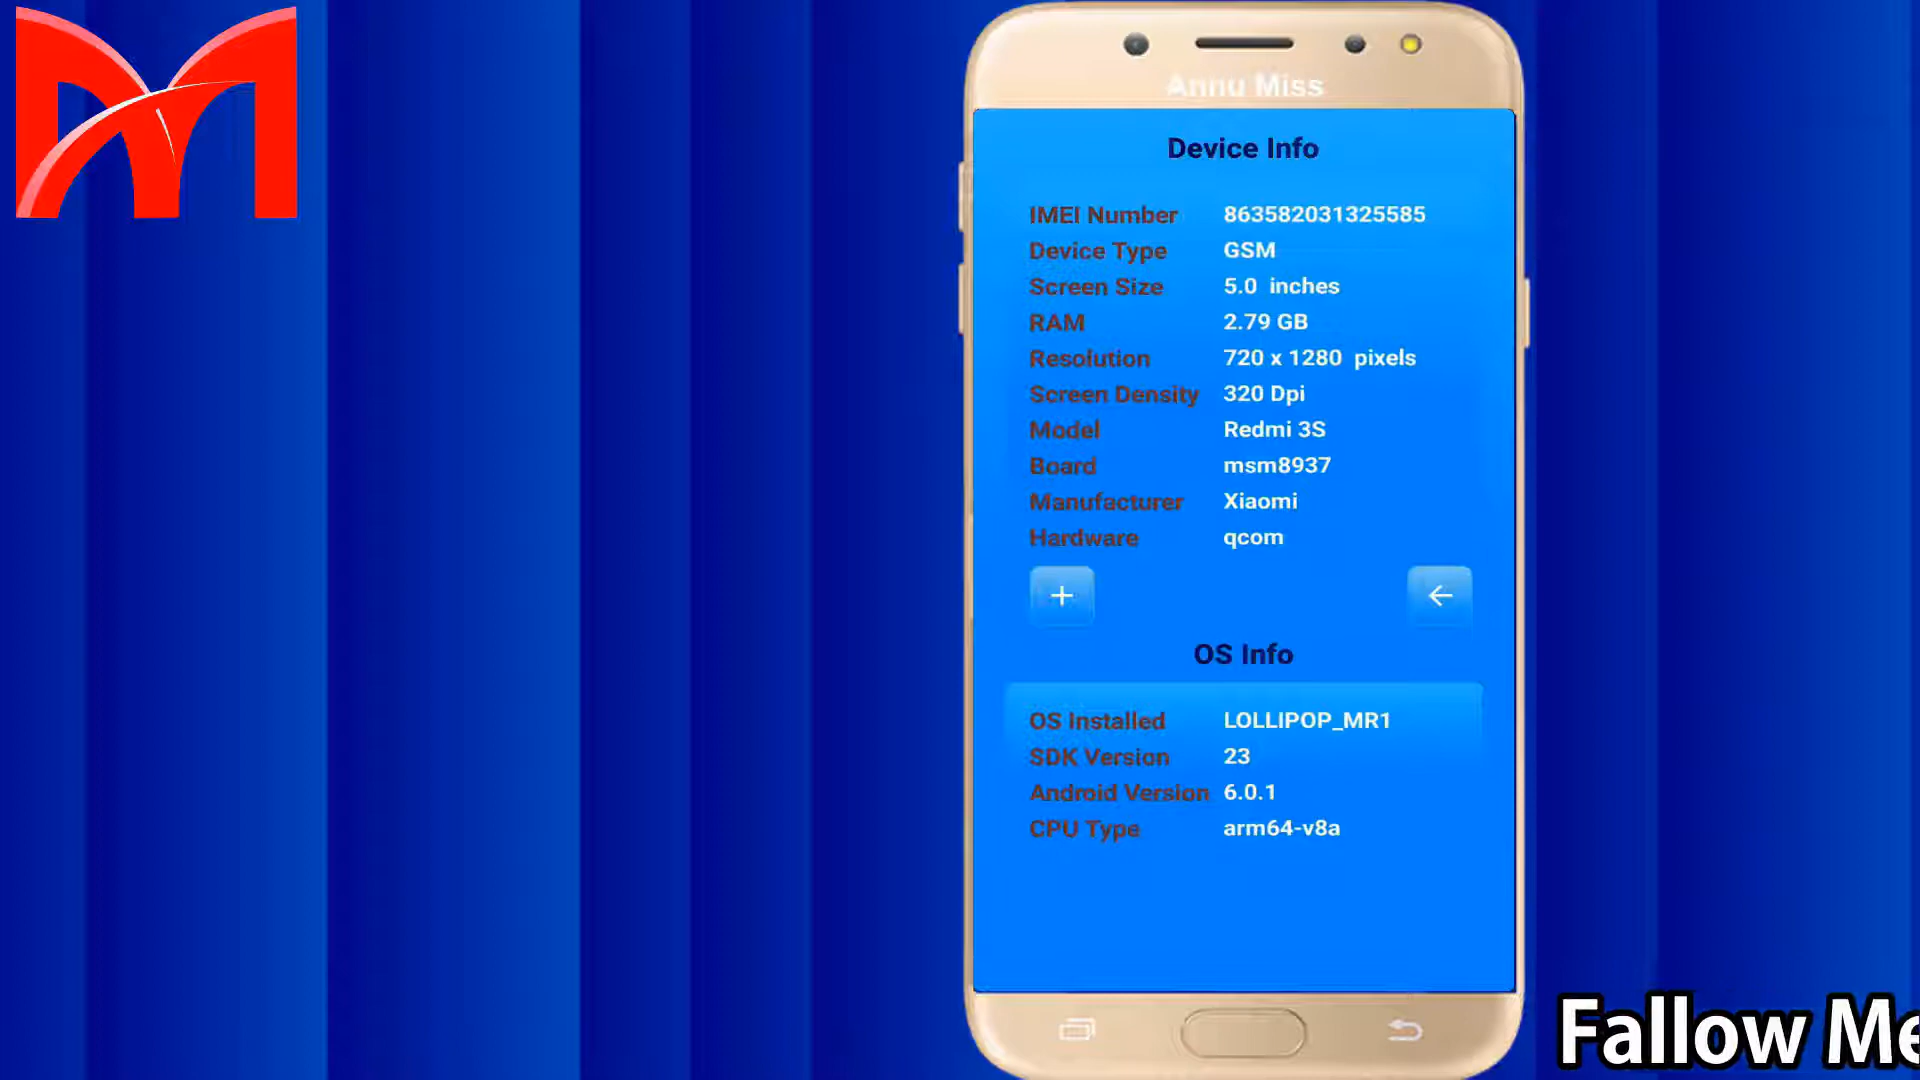 Annu Miss
Device Info
IMEI Number 863582031325585
Device Type GSM
Screen Size 5.0 inches
RAM 2.79 GB
Resolution 720 x 1280 pixels
Screen Density 320 Dpi
Model Redmi 3S
Board msm8937
Manufacturer Xiaomi
Hardware qcom
OS Info
OS Installed LOLLIPOP_MR1
SDK Version 23
Android Version 6.0.1
CPU Type arm64-v8a
Fallow Me